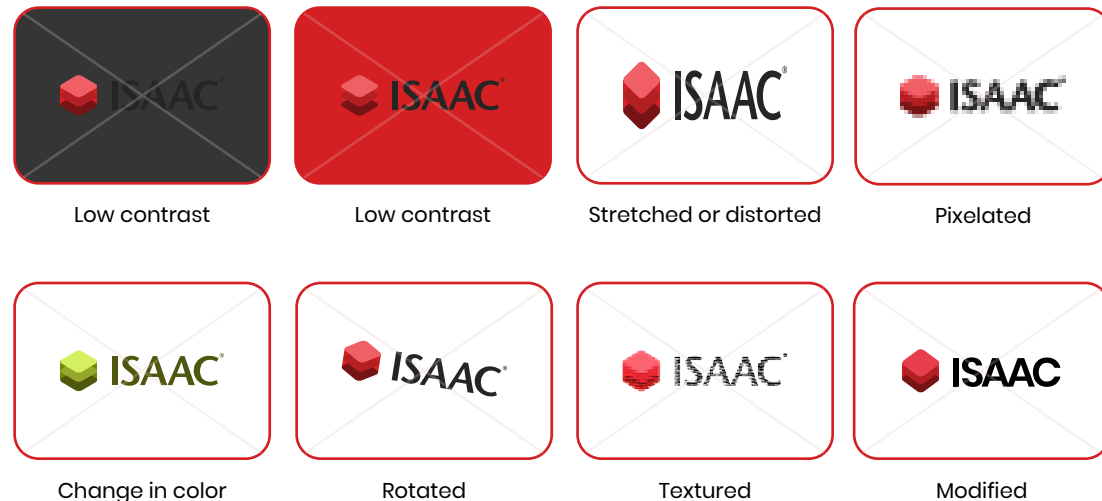 ISAAC®
ISAAC®
ISAAC®
ISAAC
Low contrast
Low contrast
Stretched or distorted
Pixelated
ISAAC®
ISAAC®
ISAAC
ISAAC
Change in color
Rotated
Textured
Modified